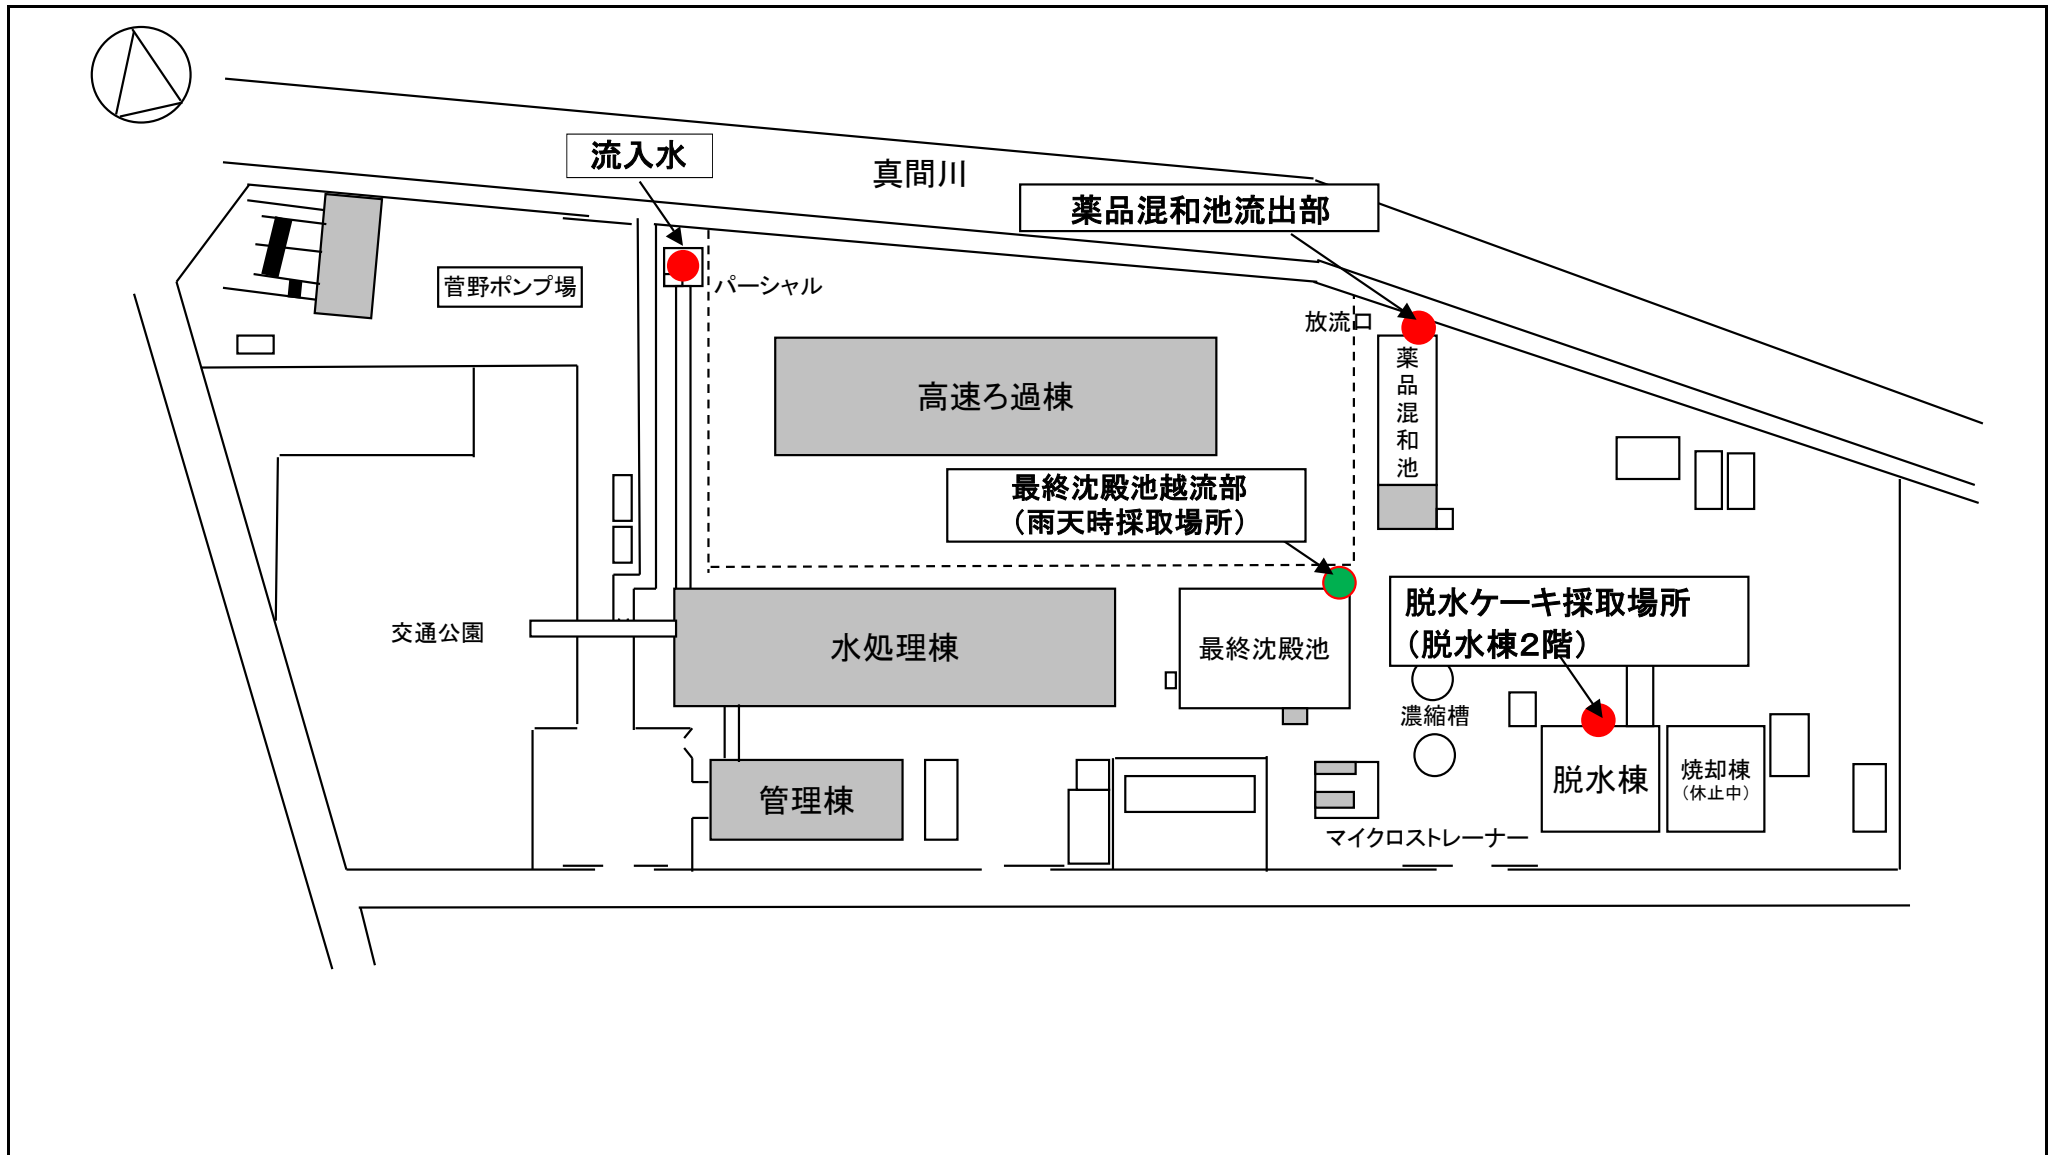 流入水
真間川
薬品混和池流出部
菅野ポンプ場
パーシャル
放流口
薬
品
混
和
池
高速ろ過棟
最終沈殿池越流部
（雨天時採取場所）
交通公園
水処理棟
最終沈殿池
脱水ケーキ採取場所
（脱水棟2階）
濃縮槽
管理棟
脱水棟
焼却棟
（休止中）
マイクロストレーナー